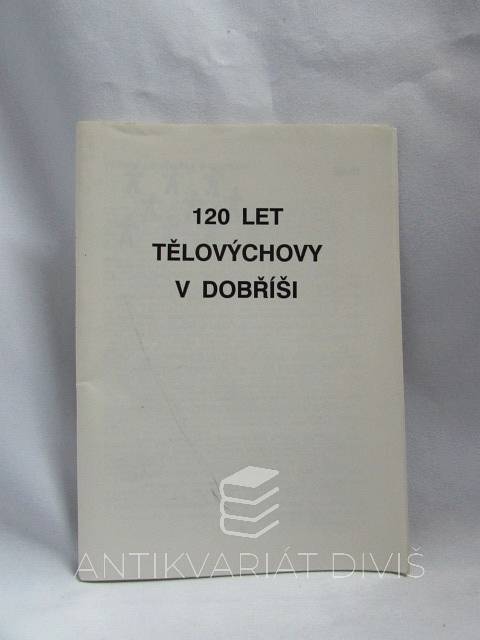 120 LET
TĚLOVÝCHOVY
V DOBŘÍŠI
ANTIKVARIÁT DIVIŠ